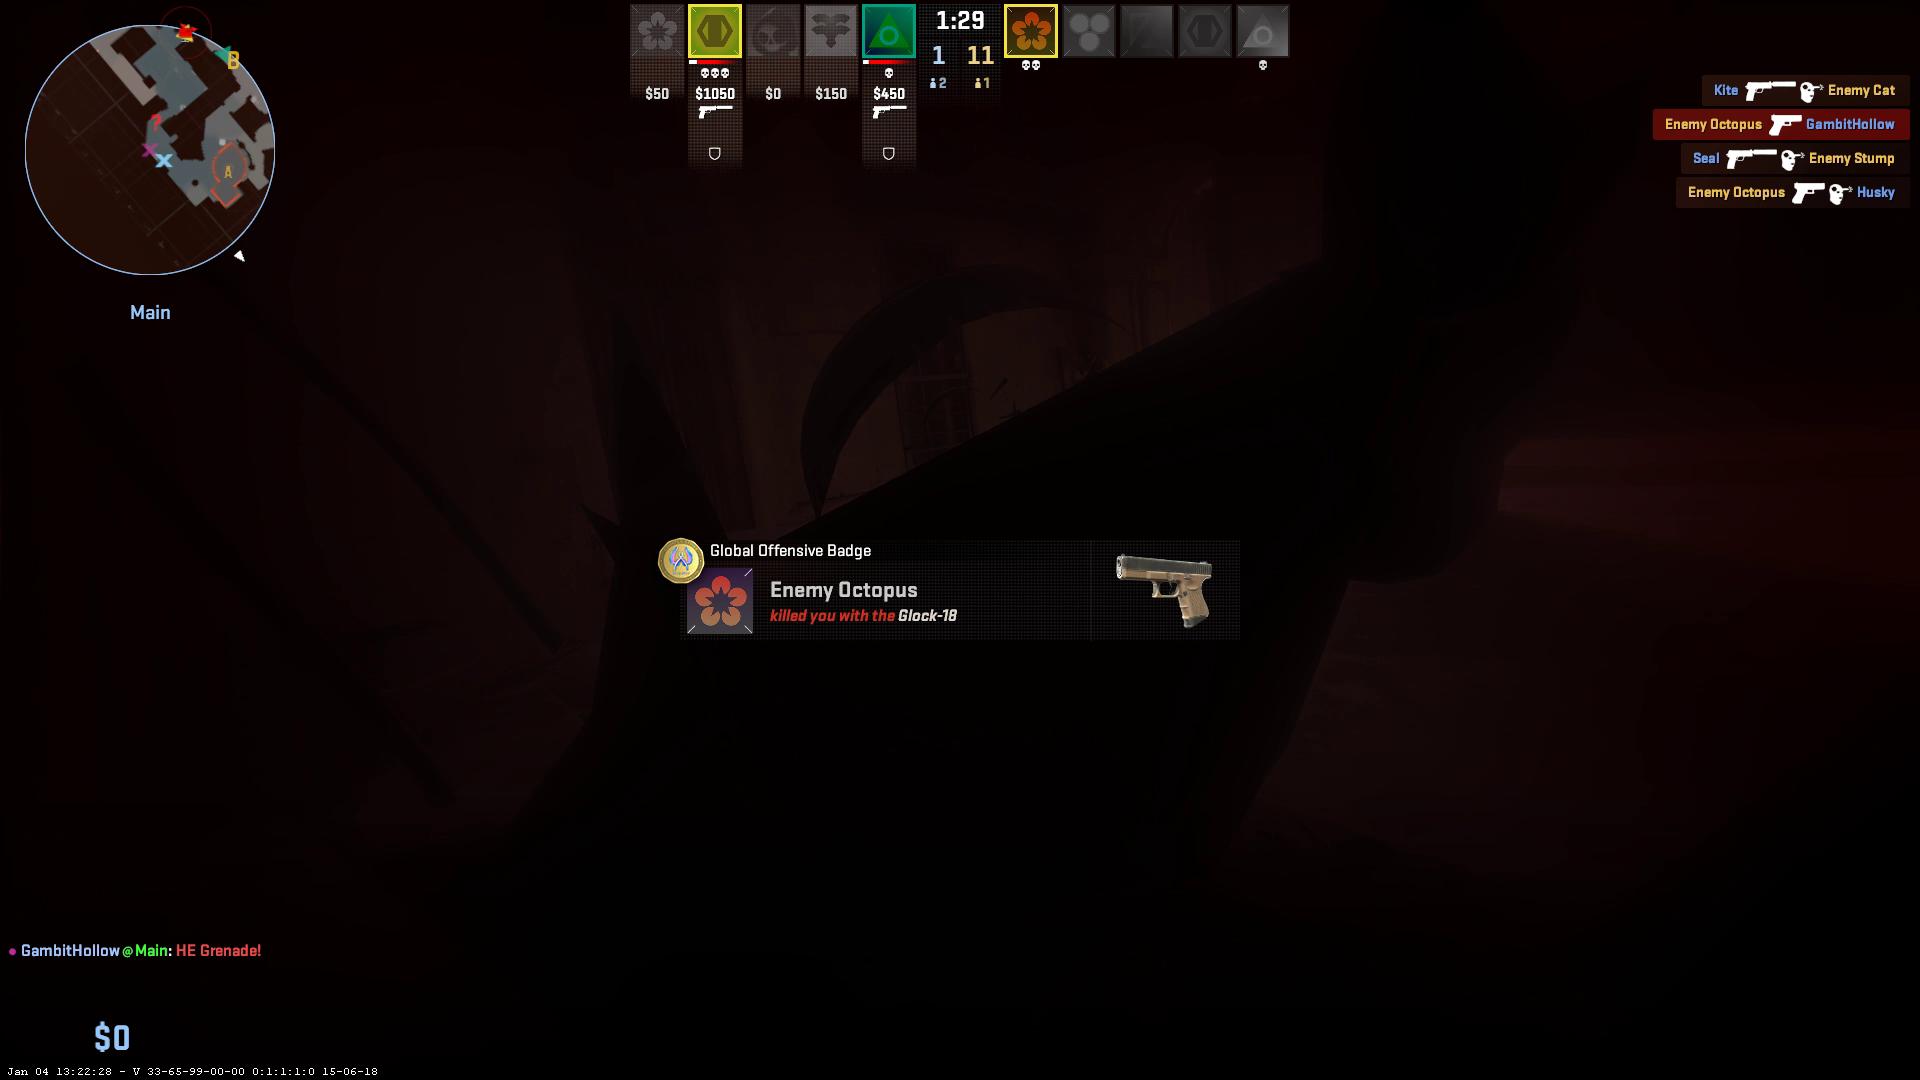 1:29
1 11
2 1
$50 $1050 $0 $150 $450
B
?
A
Main
Kite Enemy Cat
Enemy Octopus GambitHollow
Seal Enemy Stump
Enemy Octopus Husky
Global Offensive Badge
Enemy Octopus
killed you with the Glock-18
GambitHollow@Main: HE Grenade!
$0
Jan 04 13:22:28 - V 33-65-99-00-00 0:1:1:1:0 15-06-18